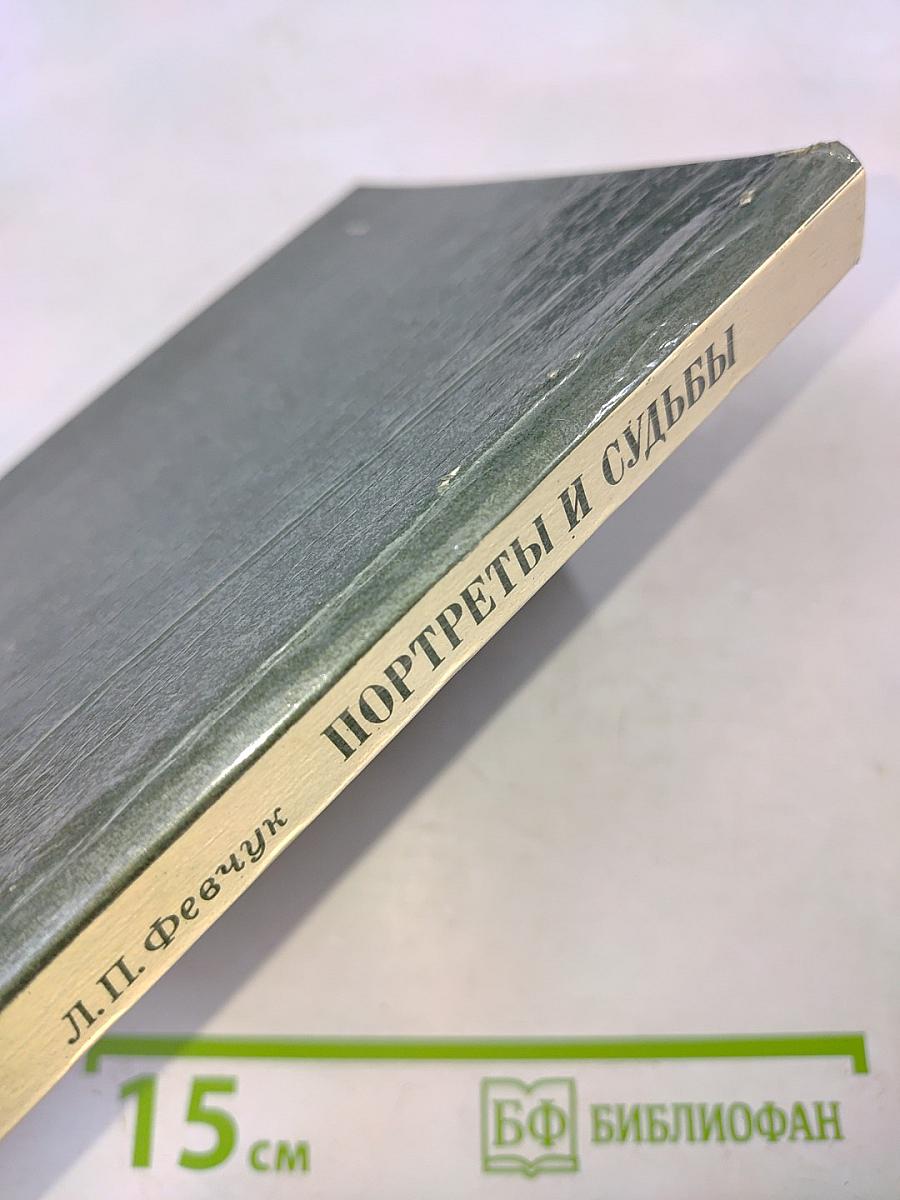 Л.П. Февчук ПОРТРЕТЫ И СУДЬБЫ
15 см
БФ БИБЛИОФАН